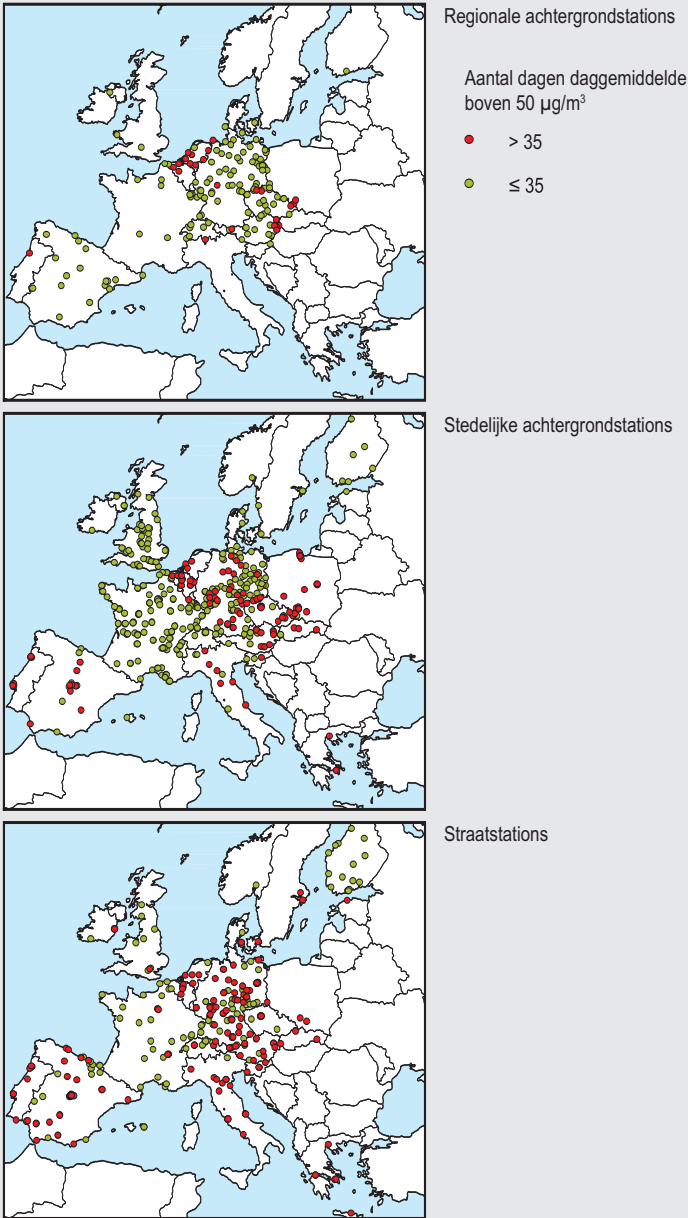 Regionale achtergrondstations
Aantal dagen daggemiddelde
boven 50 µg/m³
> 35
≤ 35
Stedelijke achtergrondstations
Straatstations